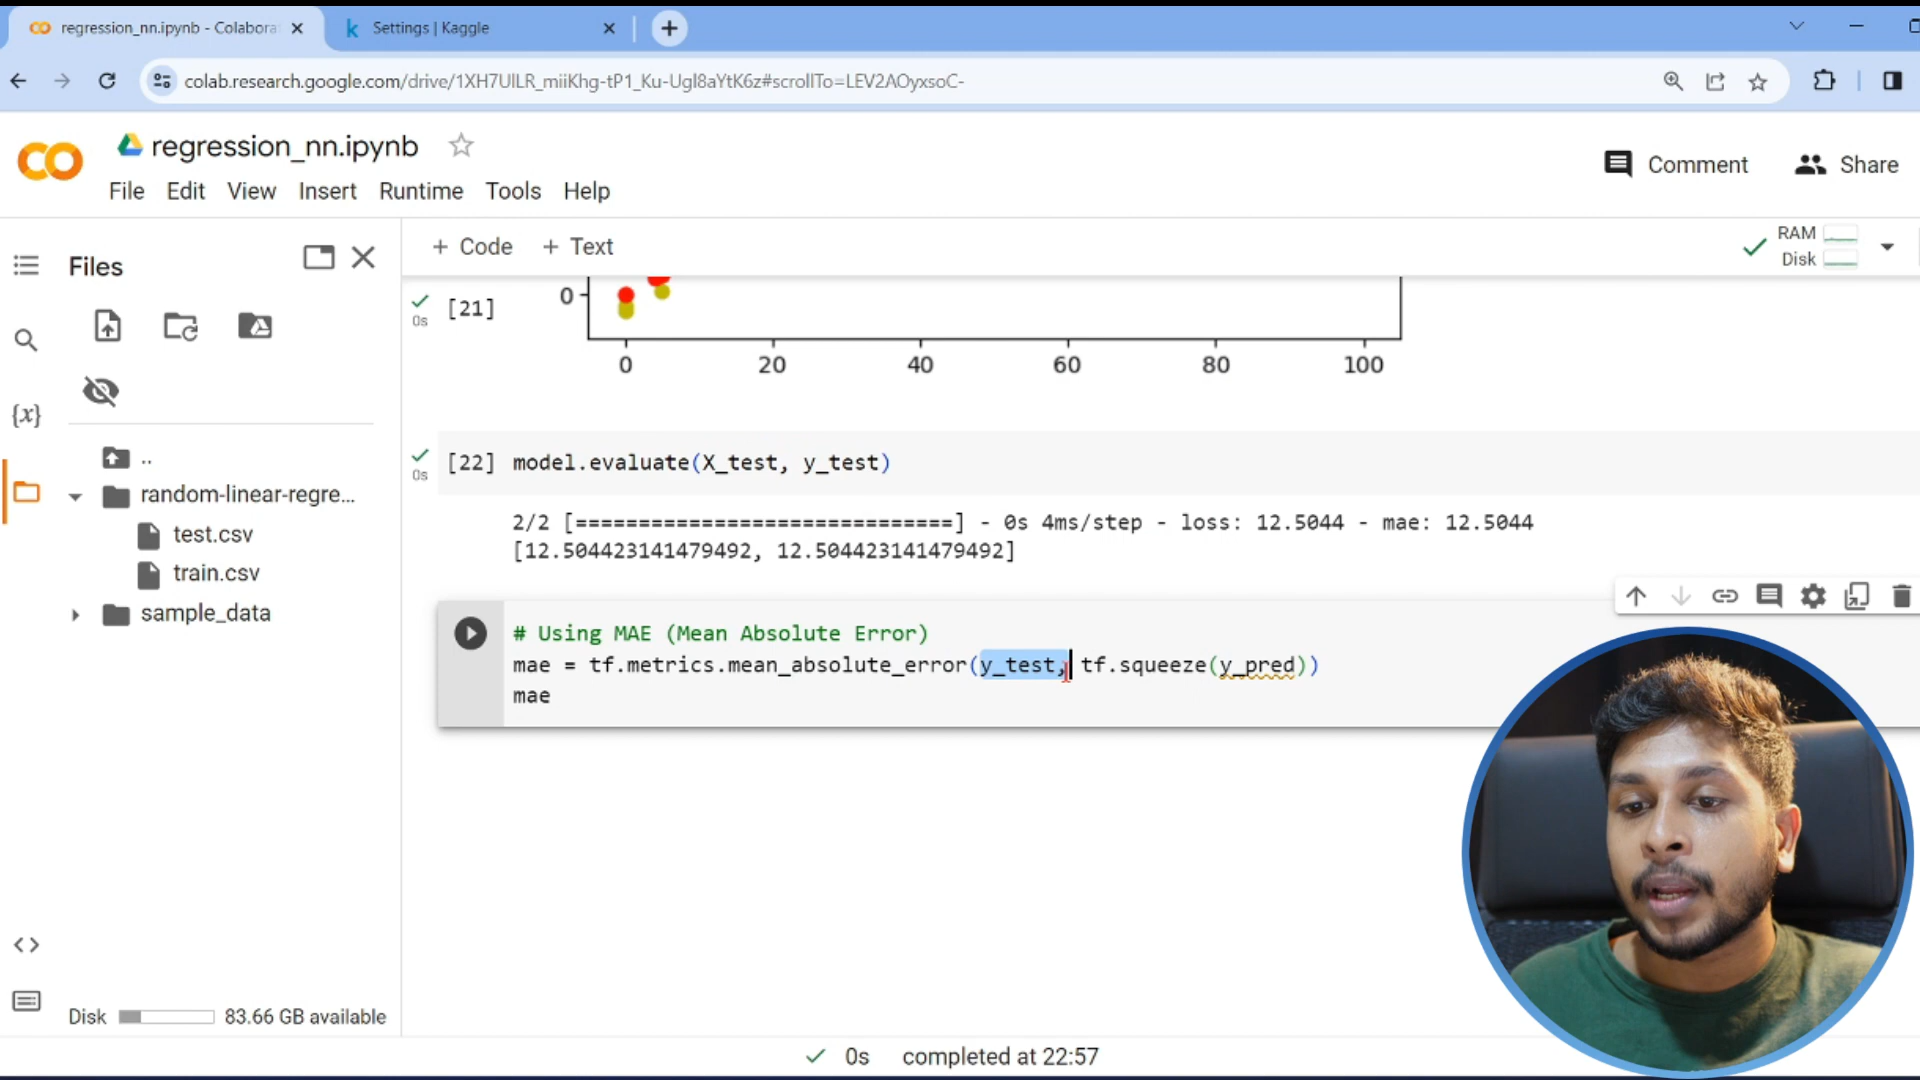 regression_nn.ipynb - Colabora
Settings | Kaggle
colab.research.google.com/drive/1XH7UlLR_miiKhg-tP1_Ku-Ugl8aYtK6z#scrollTo=LEV2AOyxsoC-
regression_nn.ipynb
Comment
Share
File Edit View Insert Runtime Tools Help
Files
+ Code + Text
RAM
Disk
[21]
0s
0
0 20 40 60 80 100
..
random-linear-regre...
test.csv
train.csv
sample_data
[22] model.evaluate(X_test, y_test)
0s
2/2 [==============================] - 0s 4ms/step - loss: 12.5044 - mae: 12.5044
[12.504423141479492, 12.504423141479492]
# Using MAE (Mean Absolute Error)
mae = tf.metrics.mean_absolute_error(y_test, tf.squeeze(y_pred))
mae
{x}
Disk 83.66 GB available
0s completed at 22:57